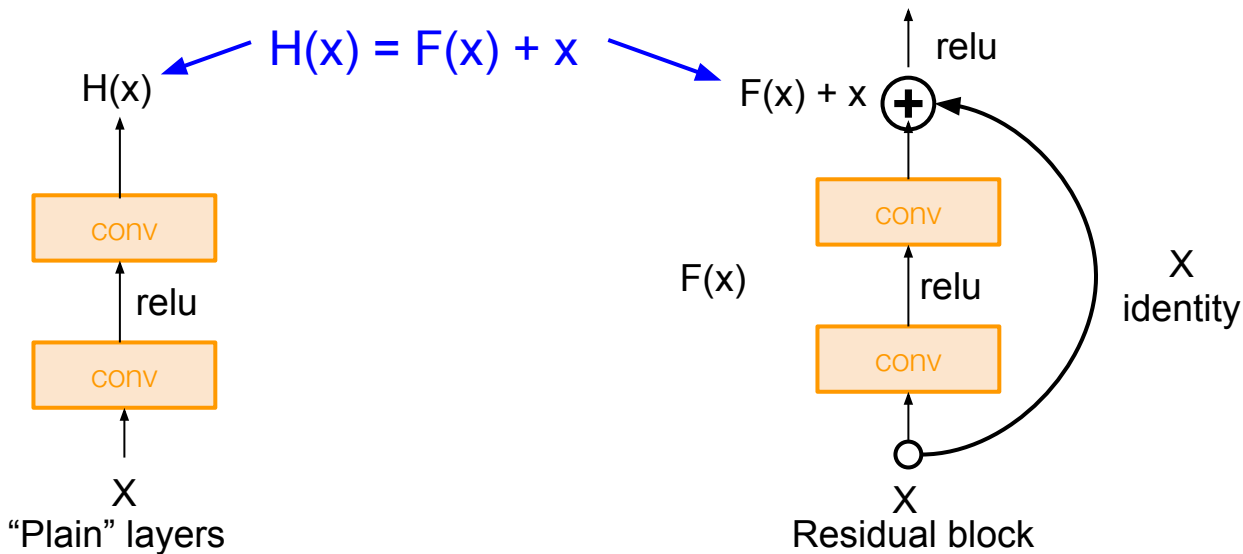 H(x) = F(x) + x
H(x)
conv
relu
conv
X
“Plain” layers
relu
F(x) + x
+
conv
F(x)
relu
X
identity
conv
X
Residual block